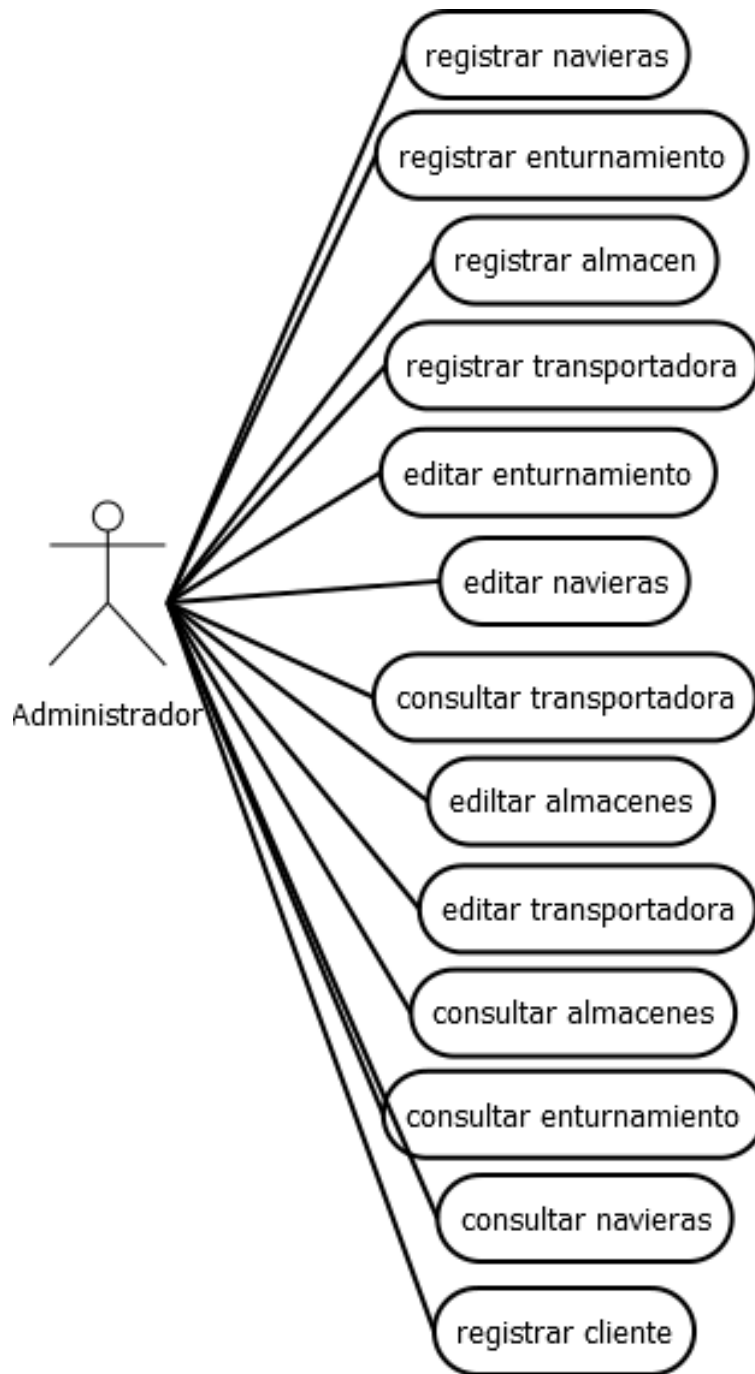 registrar navieras
registrar enturnamiento
registrar almacen
registrar transportadora
editar enturnamiento
editar navieras
consultar transportadora
Administrador
ediltar almacenes
editar transportadora
consultar almacenes
consultar enturnamiento
consultar navieras
registrar cliente